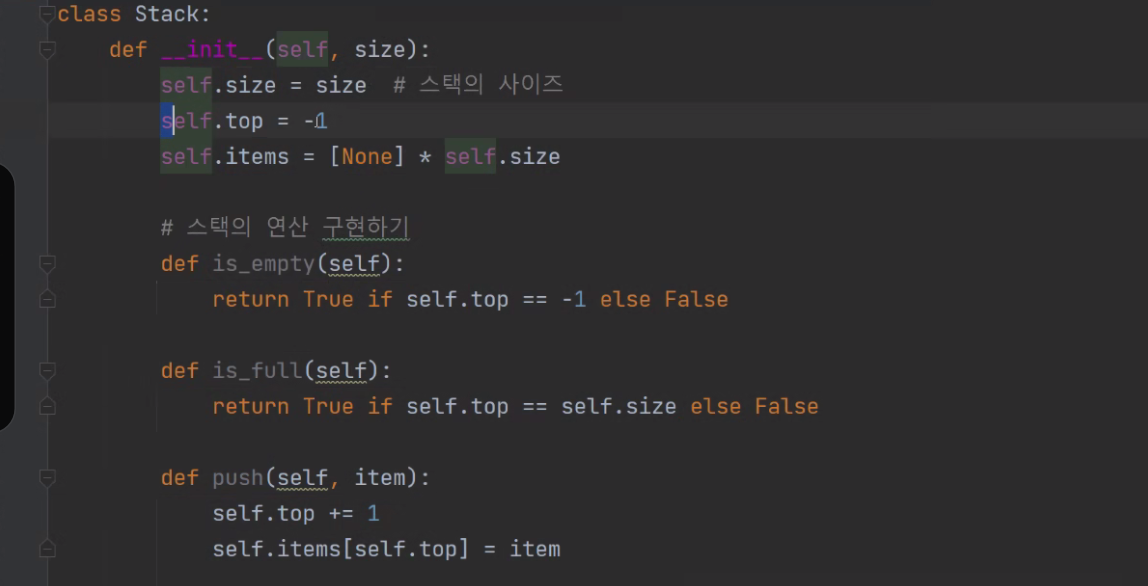 class Stack:
    def __init__(self, size):
        self.size = size  # 스택의 사이즈
        self.top = -1
        self.items = [None] * self.size

        # 스택의 연산 구현하기
        def is_empty(self):
            return True if self.top == -1 else False

        def is_full(self):
            return True if self.top == self.size else False

        def push(self, item):
            self.top += 1
            self.items[self.top] = item